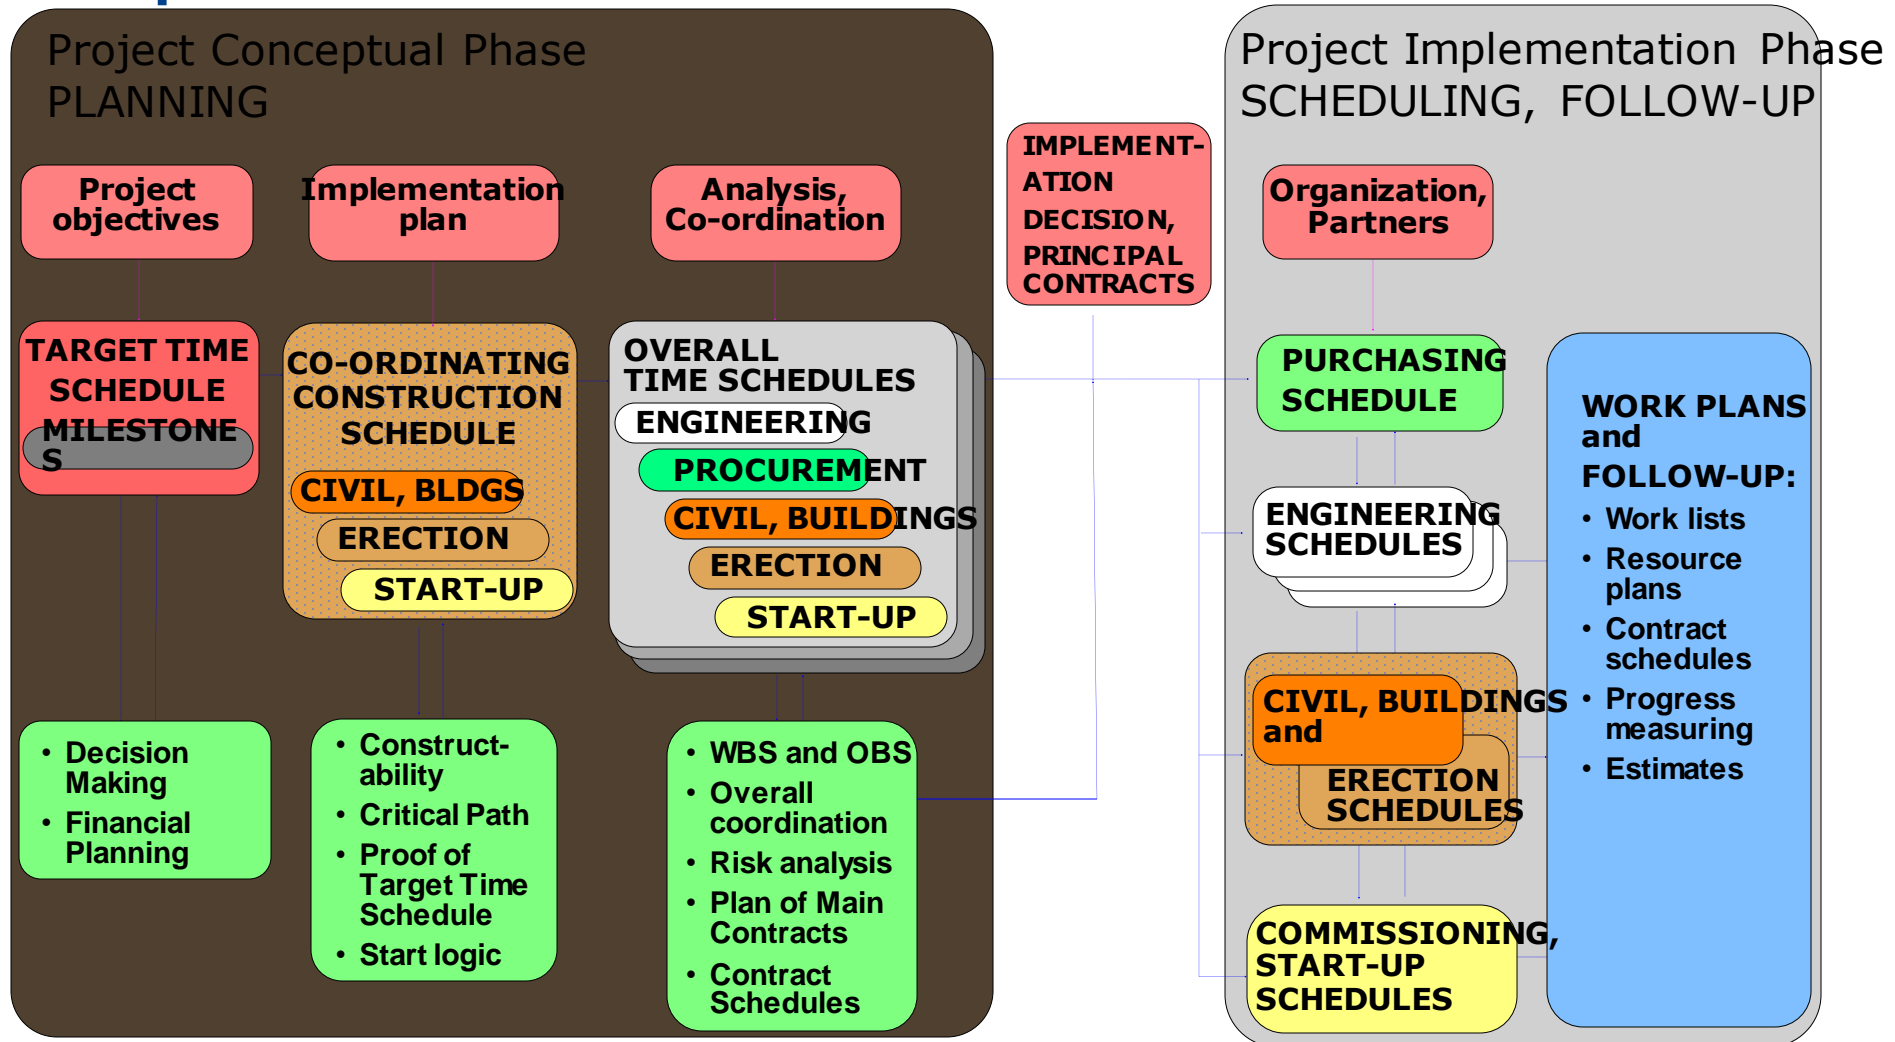 Project Conceptual Phase
PLANNING
Project
objectives
Implementation
plan
Analysis,
Co-ordination
TARGET TIME
SCHEDULE
MILESTONE
S
CO-ORDINATING
CONSTRUCTION
SCHEDULE
CIVIL, BLDGS
ERECTION
START-UP
OVERALL
TIME SCHEDULES
ENGINEERING
PROCUREMENT
CIVIL, BUILDINGS
ERECTION
START-UP
• Decision
Making
• Financial
Planning
• Construct-
ability
• Critical Path
• Proof of
Target Time
Schedule
• Start logic
• WBS and OBS
• Overall
coordination
• Risk analysis
• Plan of Main
Contracts
• Contract
Schedules
IMPLEMENT-
ATION
DECISION,
PRINCIPAL
CONTRACTS
Project Implementation Phase
SCHEDULING, FOLLOW-UP
Organization,
Partners
PURCHASING
SCHEDULE
ENGINEERING
SCHEDULES
CIVIL, BUILDINGS
and
ERECTION
SCHEDULES
COMMISSIONING,
START-UP
SCHEDULES
WORK PLANS
and
FOLLOW-UP:
• Work lists
• Resource
plans
• Contract
schedules
• Progress
measuring
• Estimates